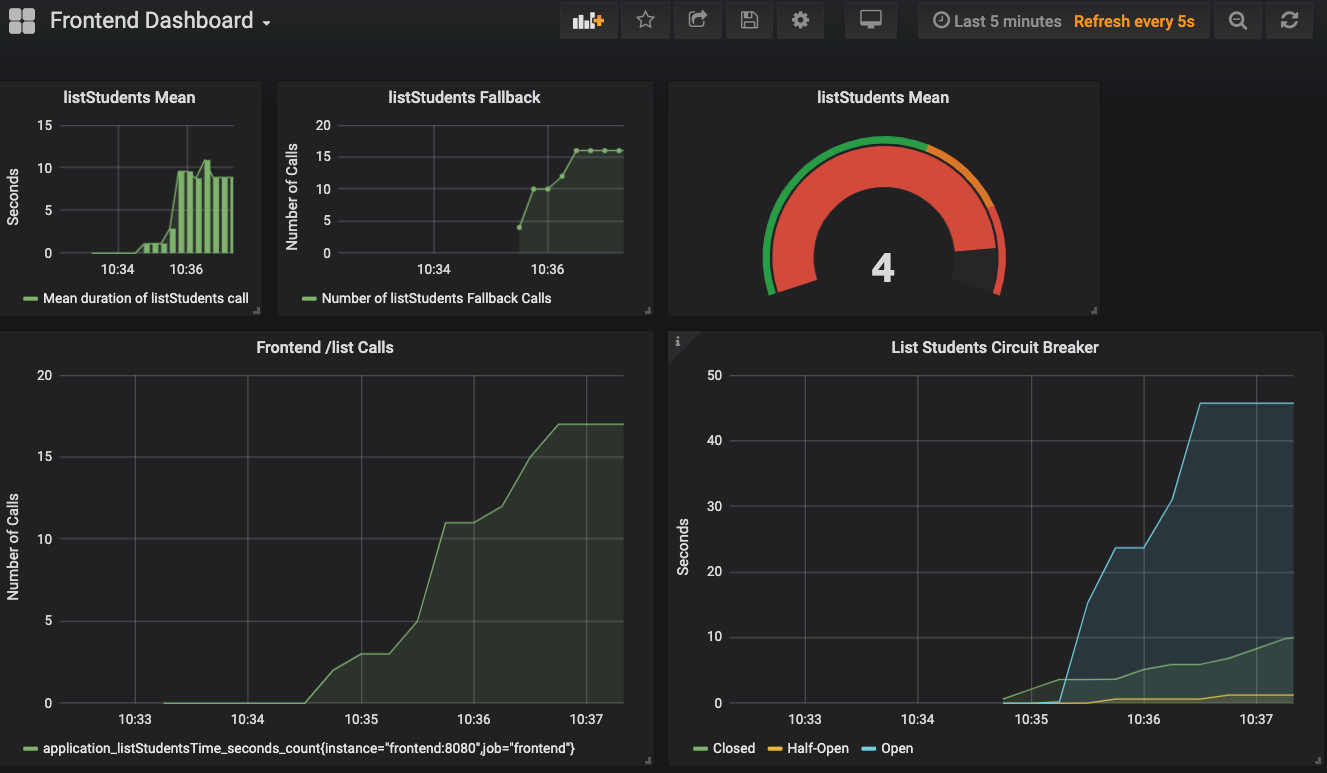 Frontend Dashboard
Last 5 minutes Refresh every 5s
listStudents Mean
15
10
5
0
Seconds
10:34 10:36
Mean duration of listStudents call
listStudents Fallback
20
15
10
5
0
Number of Calls
10:34 10:36
Number of listStudents Fallback Calls
listStudents Mean
4
Frontend /list Calls
20
15
10
5
0
Number of Calls
10:33 10:34 10:35 10:36 10:37
application_listStudentsTime_seconds_count{instance="frontend:8080",job="frontend"}
i
List Students Circuit Breaker
50
40
30
20
10
0
Seconds
10:33 10:34 10:35 10:36 10:37
Closed Half-Open Open